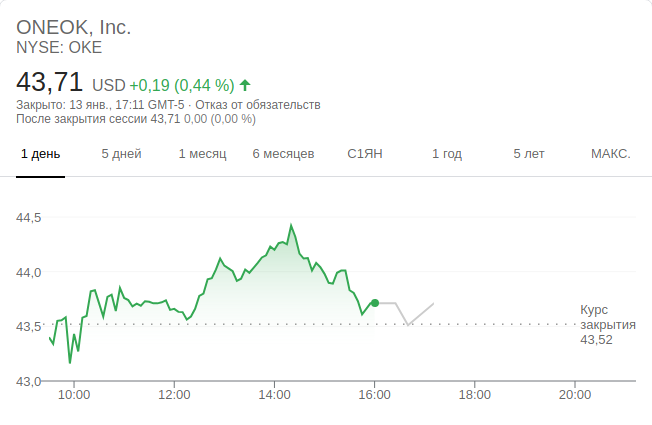 ONEOK, Inc.
NYSE: OKE
43,71 USD +0,19 (0,44 %)
Закрыто: 13 янв., 17:11 GMT-5 · Отказ от обязательств
После закрытия сессии 43,71 0,00 (0,00 %)
1 день 5 дней 1 месяц 6 месяцев С1ЯН 1 год 5 лет МАКС.
44,5
44,0
43,5
43,0
Курс
закрытия
43,52
10:00 12:00 14:00 16:00 18:00 20:00